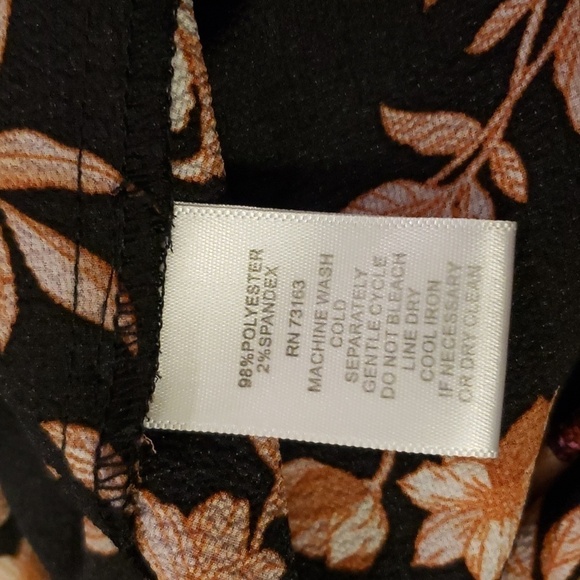 98%POLYESTER
2%SPANDEX
RN 73163
MACHINE WASH
COLD
SEPARATELY
GENTLE CYCLE
DO NOT BLEACH
LINE DRY
COOL IRON
IF NECESSARY
OR DRY CLEAN